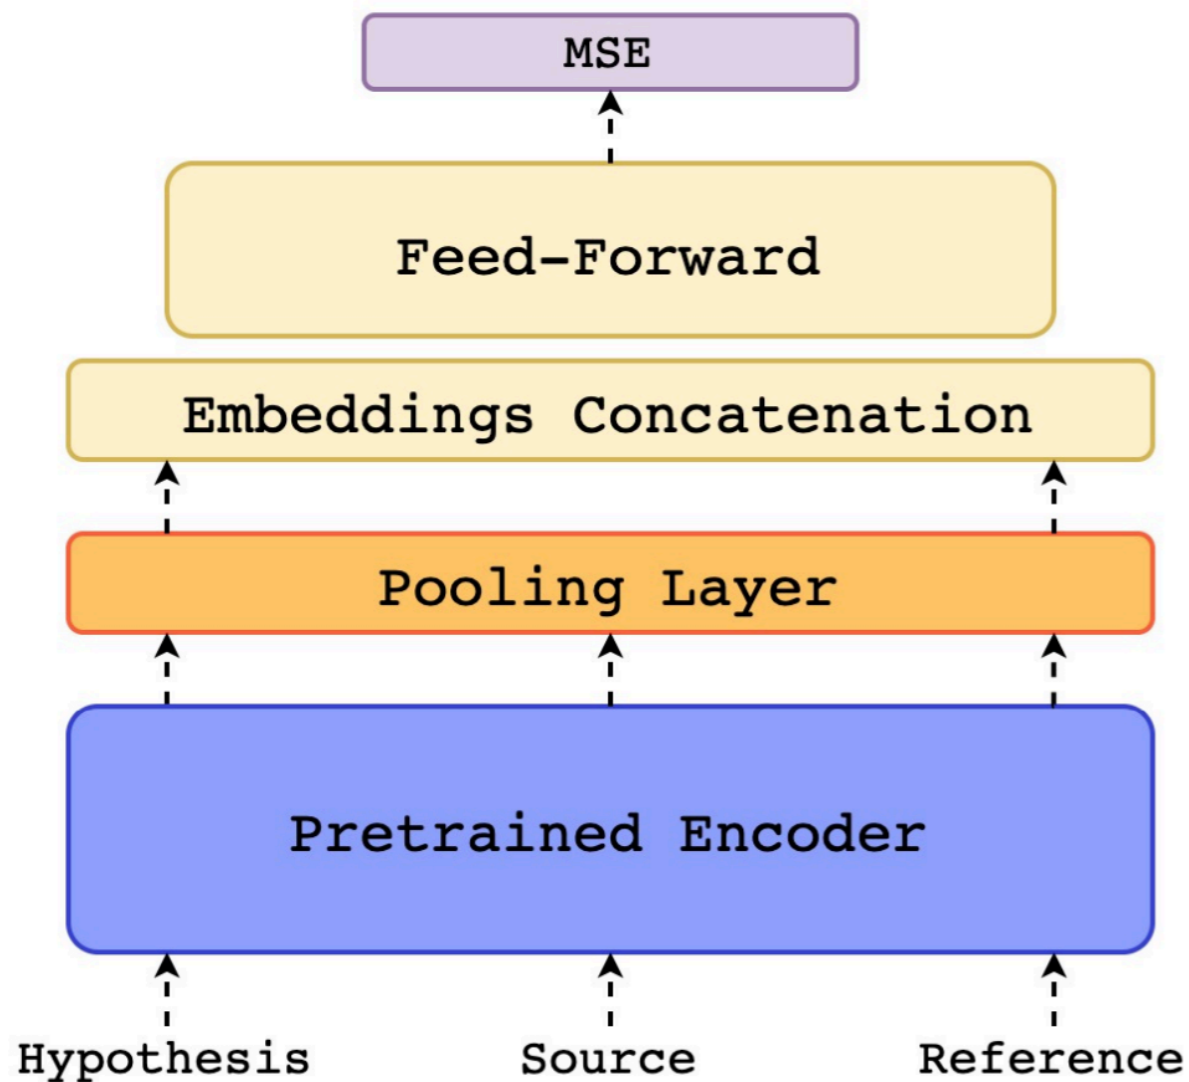 MSE
Feed-Forward
Embeddings Concatenation
Pooling Layer
Pretrained Encoder
Hypothesis Source Reference